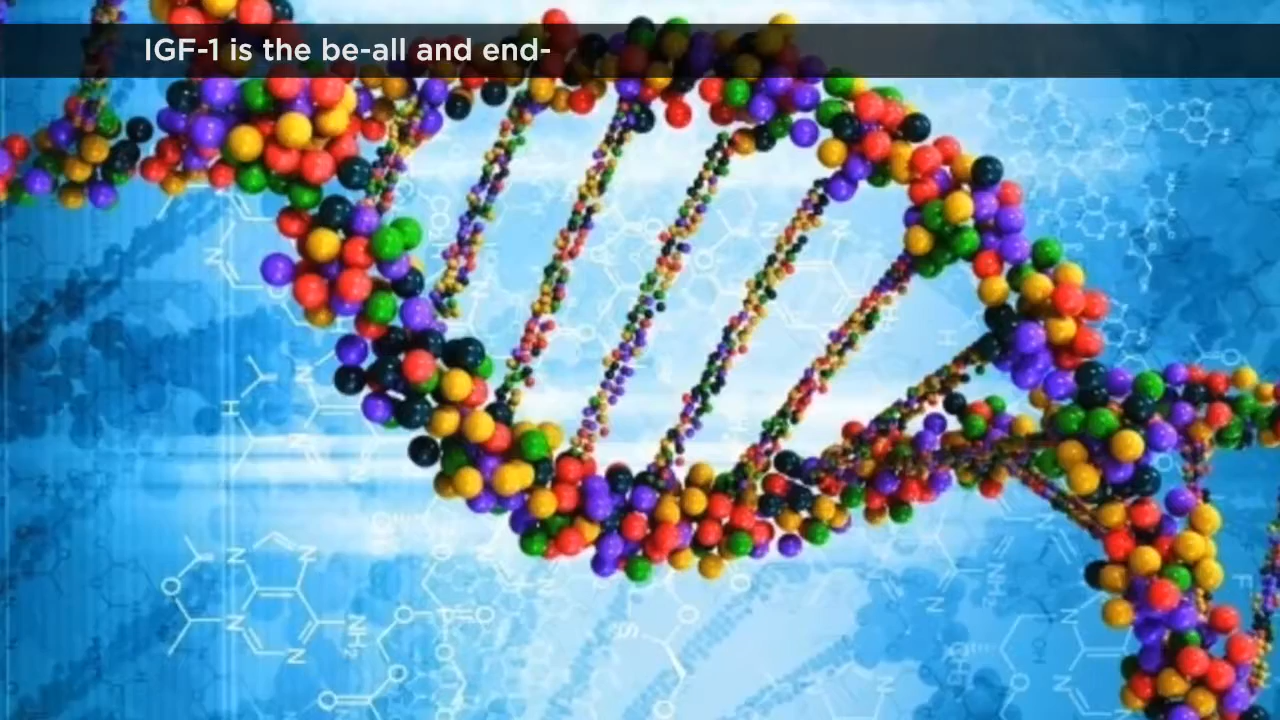 IGF-1 is the be-all and end-